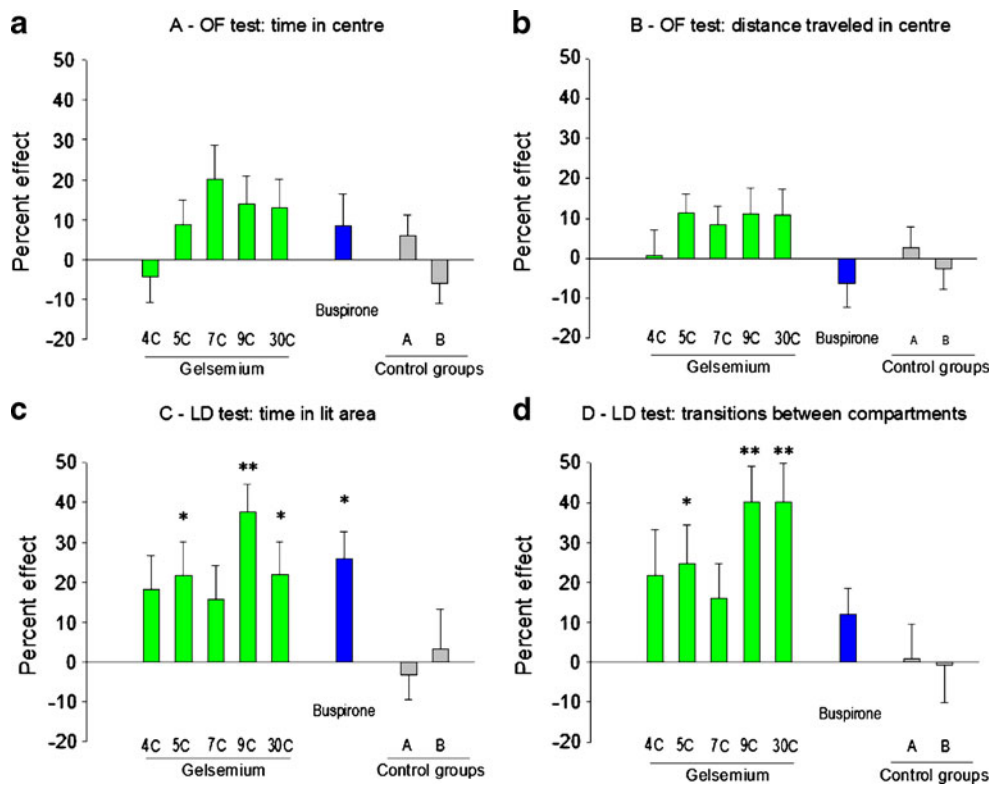 a
A - OF test: time in centre
Percent effect
50
40
30
20
10
0
-10
-20
Buspirone
4C 5C 7C 9C 30C
A B
Gelsemium
Control groups
b
B - OF test: distance traveled in centre
Percent effect
50
40
30
20
10
0
-10
-20
4C 5C 7C 9C 30C
Buspirone
A B
Gelsemium
Control groups
c
C - LD test: time in lit area
Percent effect
50
40
30
20
10
0
-10
-20
*
**
*
*
Buspirone
4C 5C 7C 9C 30C
A B
Gelsemium
Control groups
d
D - LD test: transitions between compartments
Percent effect
50
40
30
20
10
0
-10
-20
*
**
**
Buspirone
4C 5C 7C 9C 30C
A B
Gelsemium
Control groups